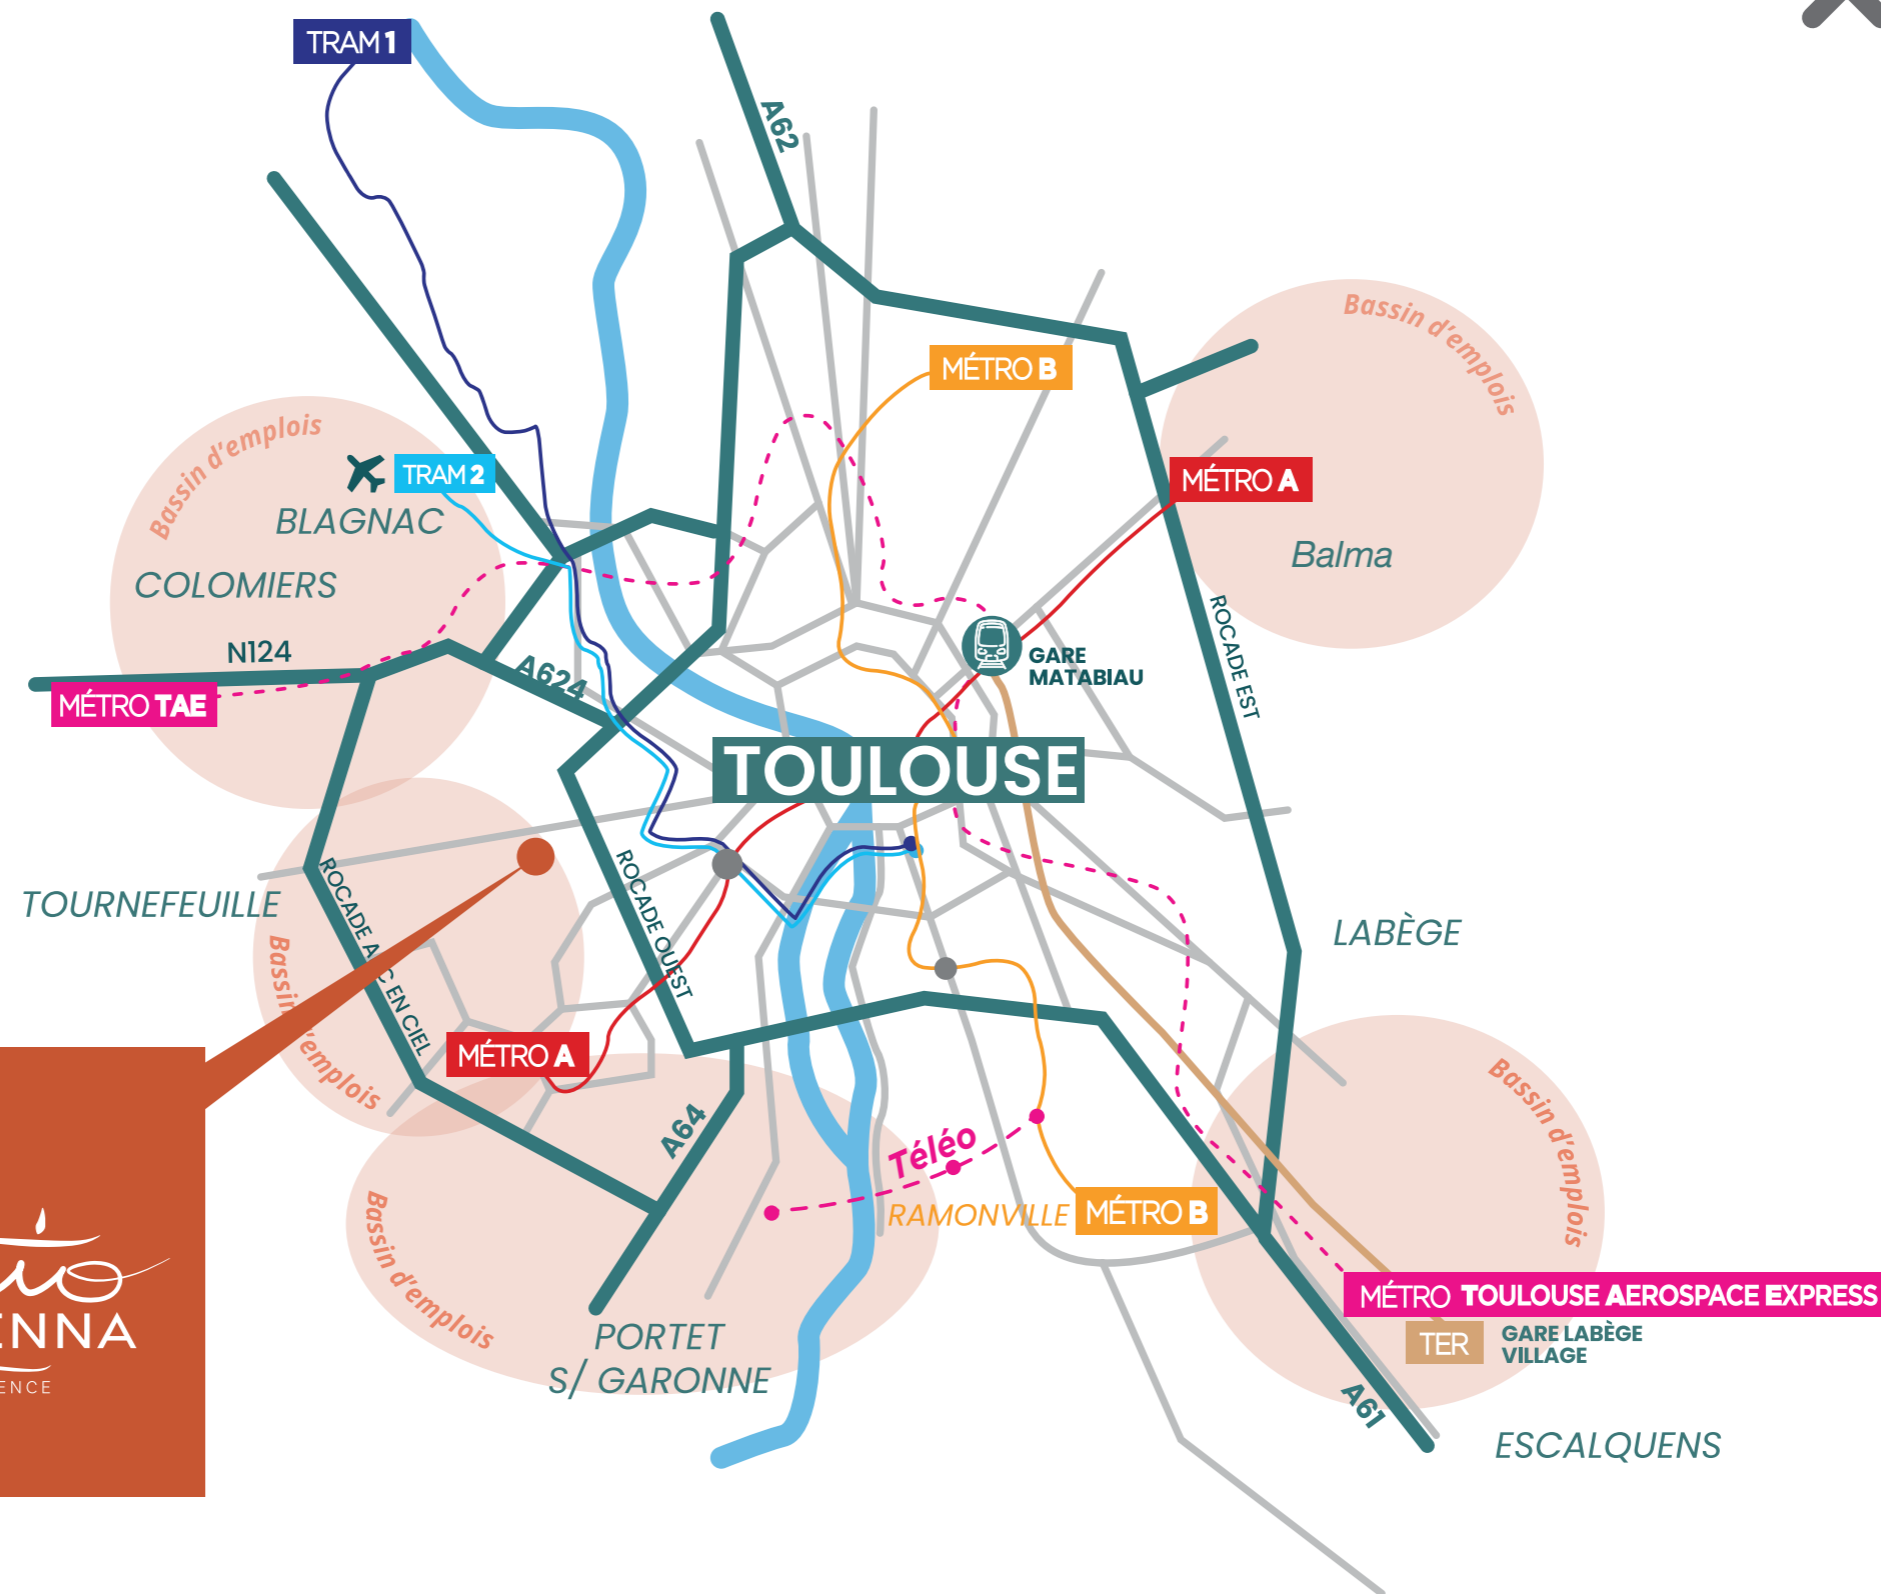 TRAM 1
A62
Bassin d'emplois
MÉTRO B
Bassin d'emplois
TRAM 2
MÉTRO A
BLAGNAC
Balma
COLOMIERS
ROCADE EST
N124
GARE
MATABIAU
A624
MÉTRO TAE
TOULOUSE
ROCADE OUEST
ROCADE ARC EN CIEL
TOURNEFEUILLE
LABÈGE
Bassin d'emplois
MÉTRO A
Bassin d'emplois
A64
Téléo
RAMONVILLE
MÉTRO B
Bassin d'emplois
MÉTRO TOULOUSE AEROSPACE EXPRESS
PORTET
S/ GARONNE
TER
GARE LABÈGE
VILLAGE
A61
ESCALQUENS